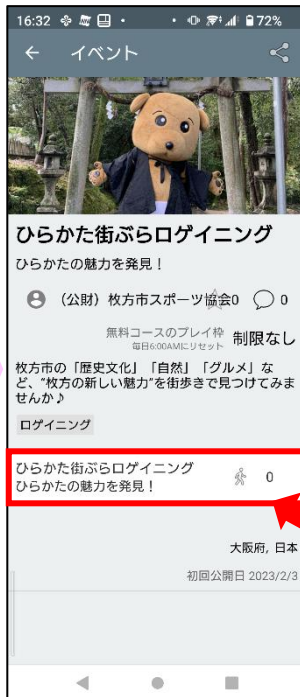 16:32 72%
イベント
ひらかた街ぶらロゲイニング
ひらかたの魅力を発見！
（公財）枚方市スポーツ協会0 0
無料コースのプレイ枠 制限なし
毎日6:00AMにリセット
枚方市の「歴史文化」「自然」「グルメ」な
ど、“枚方の新しい魅力”を街歩きで見つけてみま
せんか♪
ロゲイニング
ひらかた街ぶらロゲイニング
ひらかたの魅力を発見！ 0
大阪府, 日本
初回公開日 2023/2/3